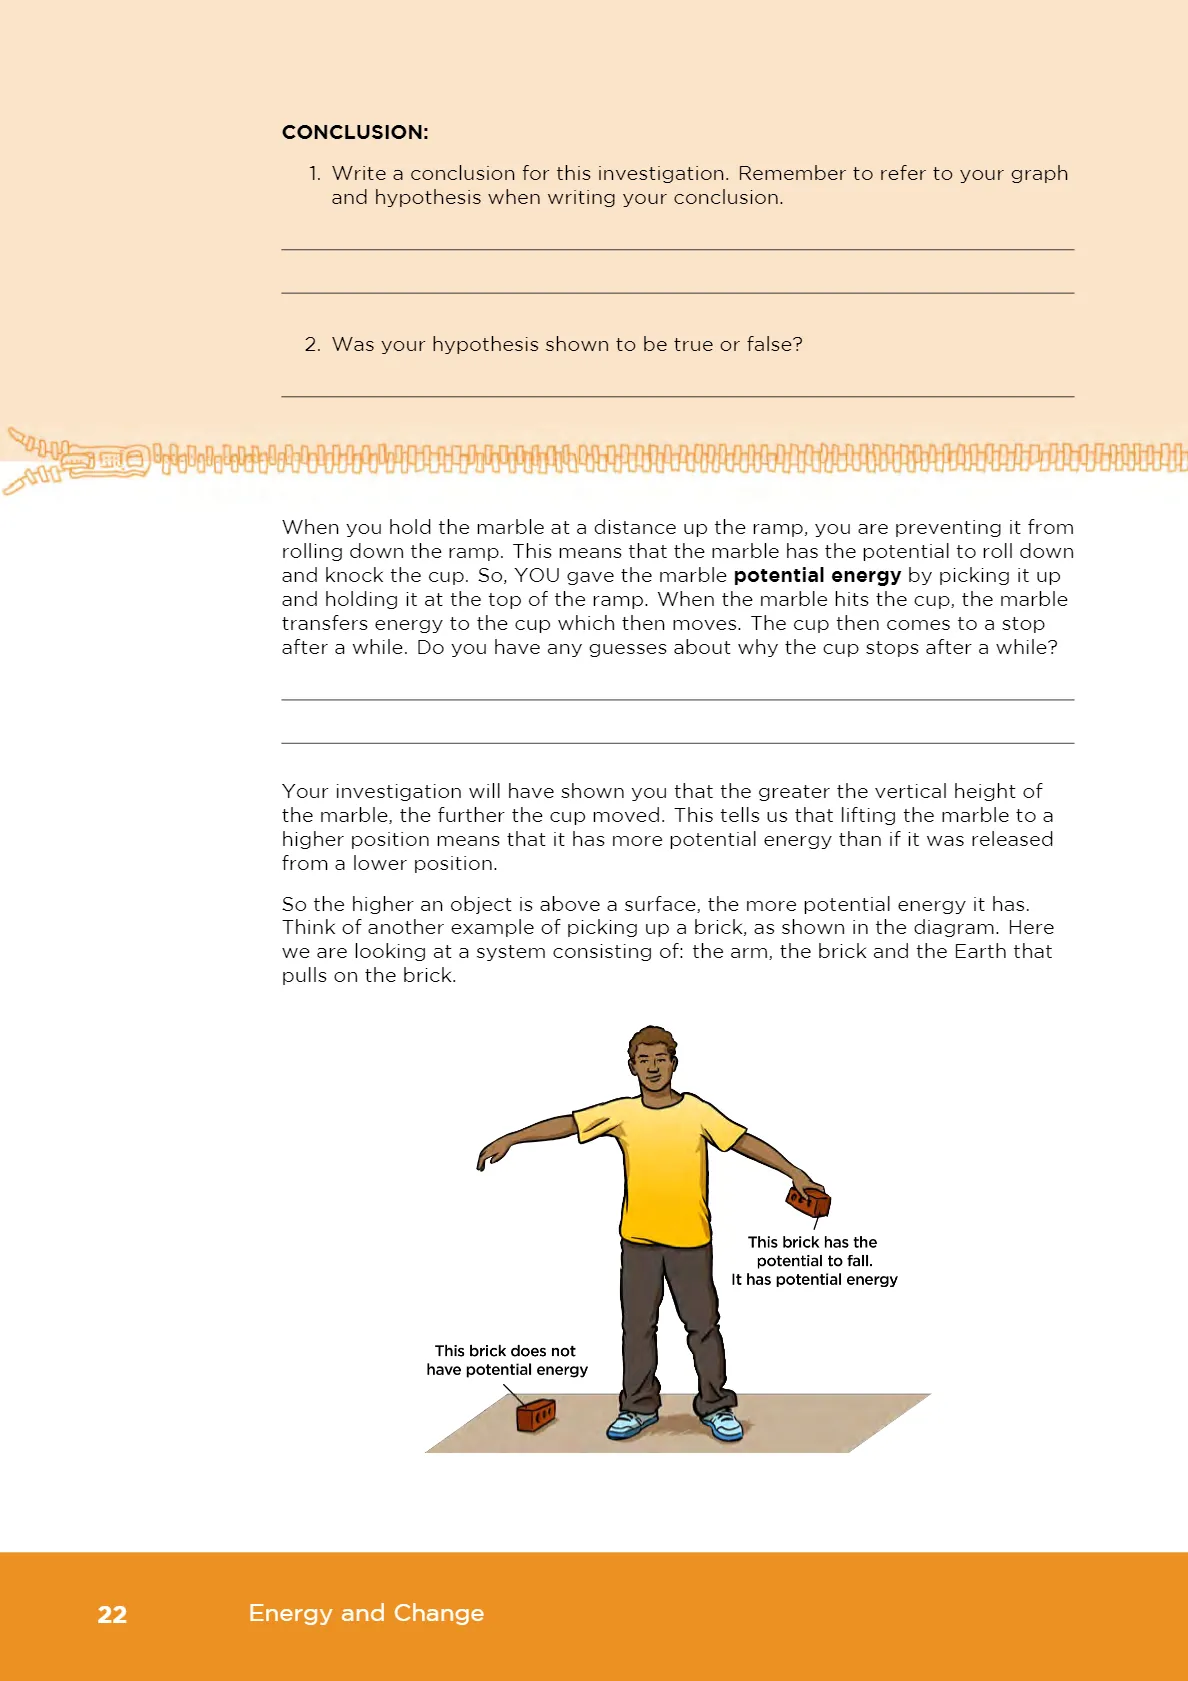 CONCLUSION:
1. Write a conclusion for this investigation. Remember to refer to your graph
and hypothesis when writing your conclusion.
2. Was your hypothesis shown to be true or false?
When you hold the marble at a distance up the ramp, you are preventing it from
rolling down the ramp. This means that the marble has the potential to roll down
and knock the cup. So, YOU gave the marble potential energy by picking it up
and holding it at the top of the ramp. When the marble hits the cup, the marble
transfers energy to the cup which then moves. The cup then comes to a stop
after a while. Do you have any guesses about why the cup stops after a while?
Your investigation will have shown you that the greater the vertical height of
the marble, the further the cup moved. This tells us that lifting the marble to a
higher position means that it has more potential energy than if it was released
from a lower position.
So the higher an object is above a surface, the more potential energy it has.
Think of another example of picking up a brick, as shown in the diagram. Here
we are looking at a system consisting of: the arm, the brick and the Earth that
pulls on the brick.
This brick has the
potential to fall.
It has potential energy
This brick does not
have potential energy
22 Energy and Change